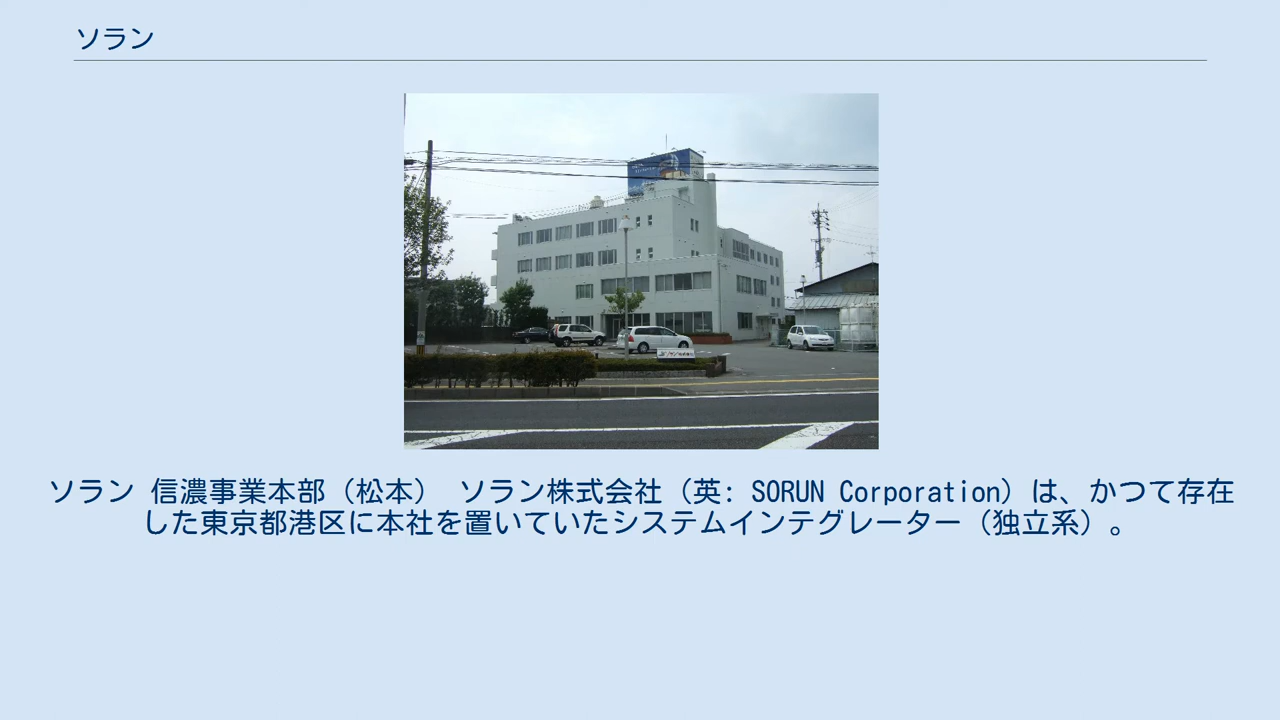 ソラン
ソラン 信濃事業本部（松本） ソラン株式会社（英: SORUN Corporation）は、かつて存在
した東京都港区に本社を置いていたシステムインテグレーター（独立系）。